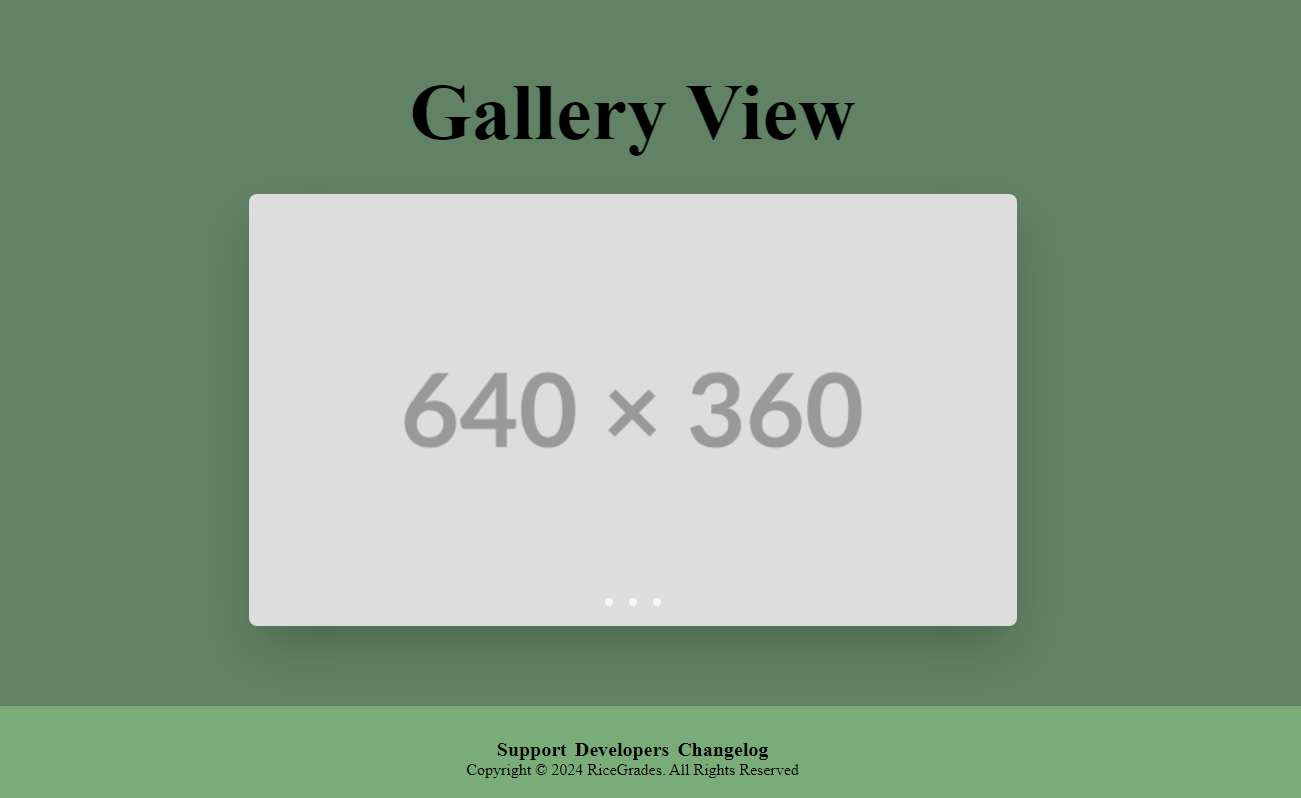 Gallery View
640 × 360
Support Developers Changelog
Copyright © 2024 RiceGrades. All Rights Reserved